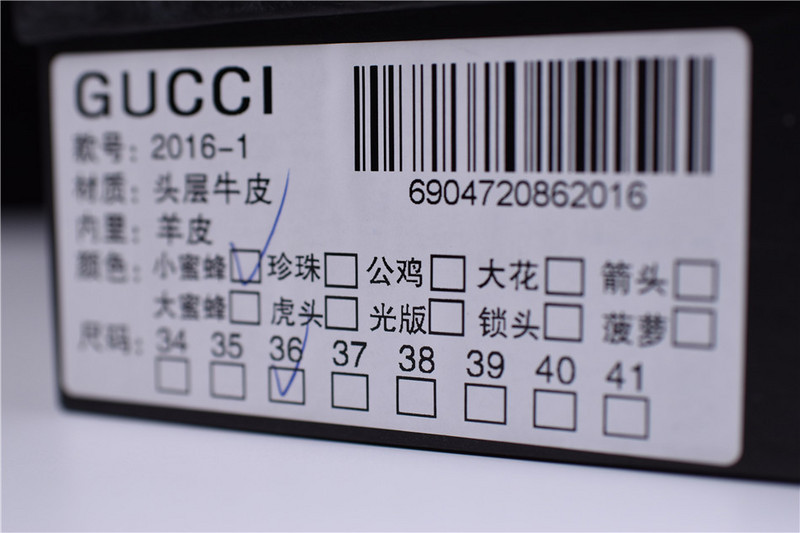 GUCCI
6904720862016
款号: 2016-1
材质: 头层牛皮
内里: 羊皮
颜色: 小蜜蜂 珍珠 公鸡 大花 箭头
大蜜蜂 虎头 光版 锁头 菠萝
尺码: 34 35 36 37 38 39 40 41